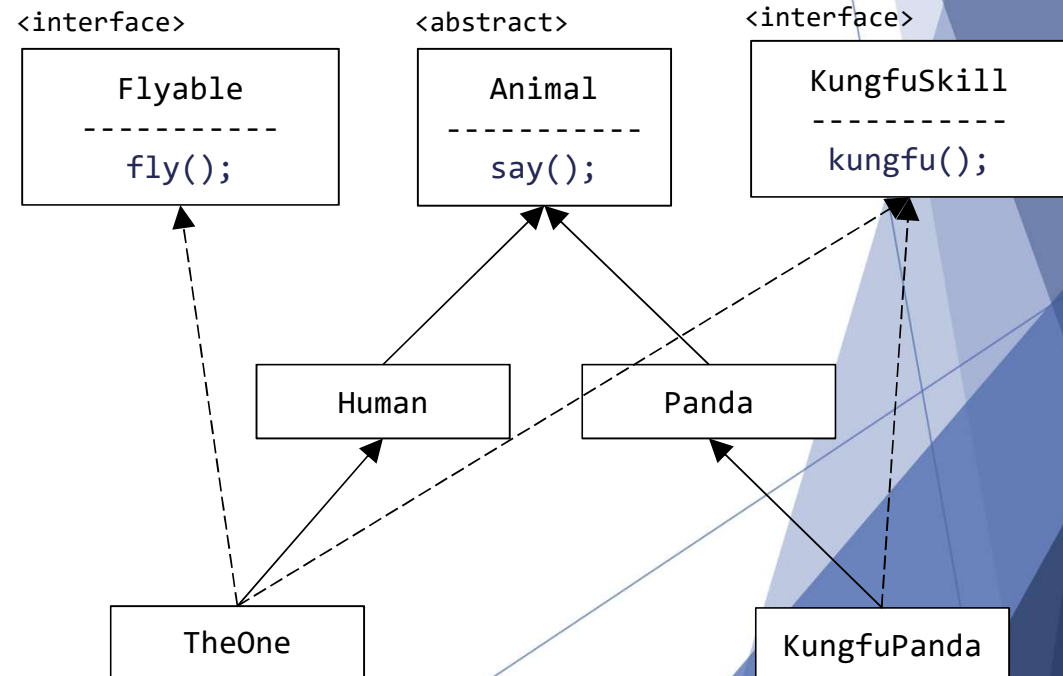 <interface>
Flyable
-----------
fly();
<abstract>
Animal
-----------
say();
<interface>
KungfuSkill
-----------
kungfu();
Human
Panda
TheOne
KungfuPanda